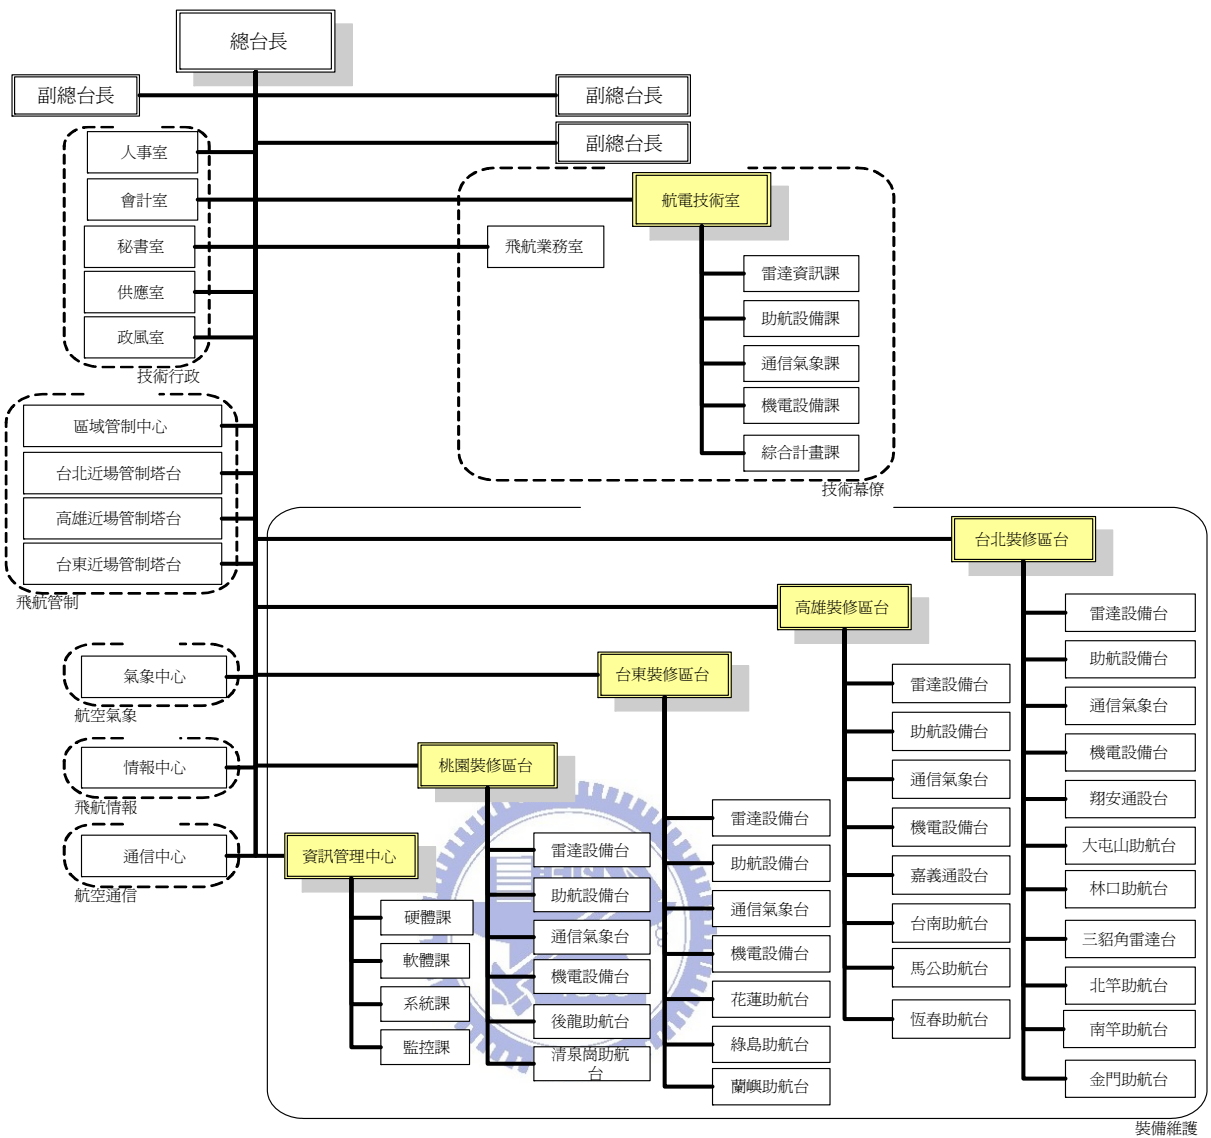 總台長
副總台長
副總台長
副總台長
人事室
會計室
秘書室
供應室
政風室
技術行政
航電技術室
飛航業務室
雷達資訊課
助航設備課
通信氣象課
機電設備課
綜合計畫課
技術幕僚
區域管制中心
台北近場管制塔台
高雄近場管制塔台
台東近場管制塔台
飛航管制
氣象中心
航空氣象
情報中心
飛航情報
通信中心
航空通信
資訊管理中心
硬體課
軟體課
系統課
監控課
桃園裝修區台
雷達設備台
助航設備台
通信氣象台
機電設備台
後龍助航台
清泉崗助航
台
台東裝修區台
雷達設備台
助航設備台
通信氣象台
機電設備台
花蓮助航台
綠島助航台
蘭嶼助航台
高雄裝修區台
雷達設備台
助航設備台
通信氣象台
機電設備台
嘉義通設台
台南助航台
馬公助航台
恆春助航台
台北裝修區台
雷達設備台
助航設備台
通信氣象台
機電設備台
翔安通設台
大屯山助航台
林口助航台
三貂角雷達台
北竿助航台
南竿助航台
金門助航台
裝備維護